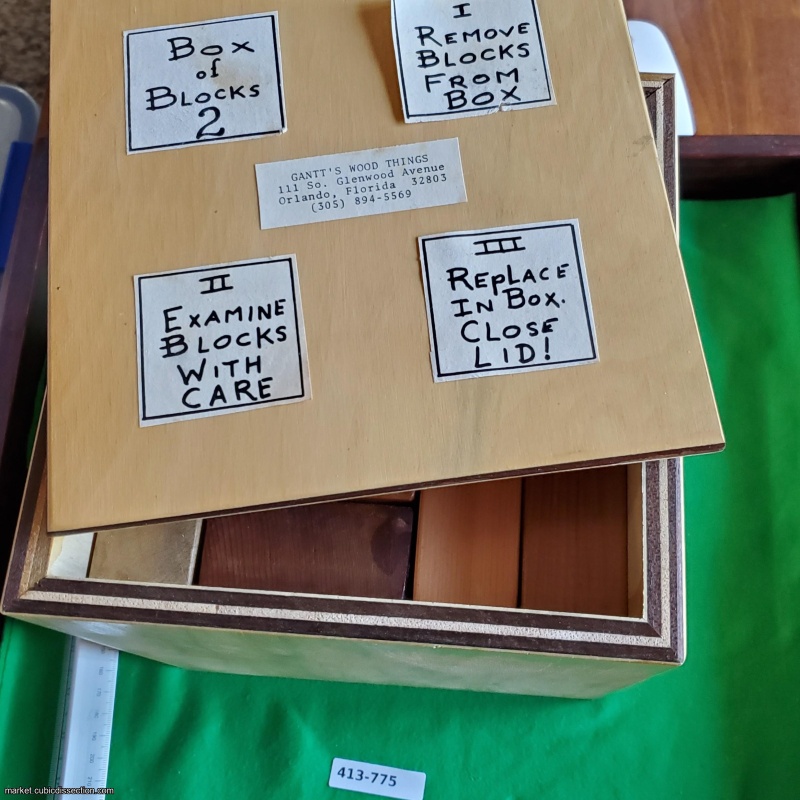 Box
of
Blocks
2
I
Remove
Blocks
From
Box
GANTT'S WOOD THINGS
111 So. Glenwood Avenue
Orlando, Florida 32803
(305) 894-5569
II
Examine
Blocks
With
Care
III
Replace
in Box.
Close
Lid!
413-775
market.cubicdissection.com